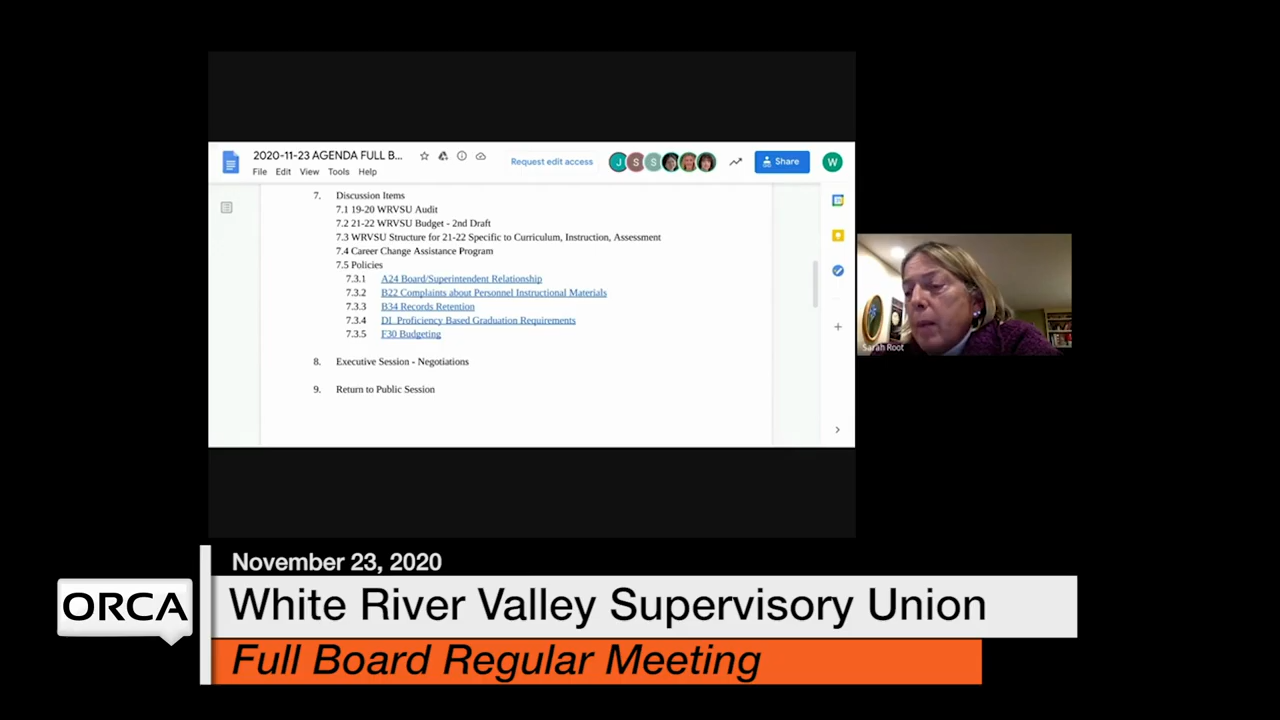 2020-11-23 AGENDA FULL B...
File Edit View Tools Help
Request edit access
J S S
Share
W
7. Discussion Items
7.1 19-20 WRVSU Audit
7.2 21-22 WRVSU Budget - 2nd Draft
7.3 WRVSU Structure for 21-22 Specific to Curriculum, Instruction, Assessment
7.4 Career Change Assistance Program
7.5 Policies
7.3.1 A24 Board/Superintendent Relationship
7.3.2 B22 Complaints about Personnel Instructional Materials
7.3.3 B34 Records Retention
7.3.4 DI Proficiency Based Graduation Requirements
7.3.5 F30 Budgeting
8. Executive Session - Negotiations
9. Return to Public Session
Sarah Root
November 23, 2020
ORCA
White River Valley Supervisory Union
Full Board Regular Meeting